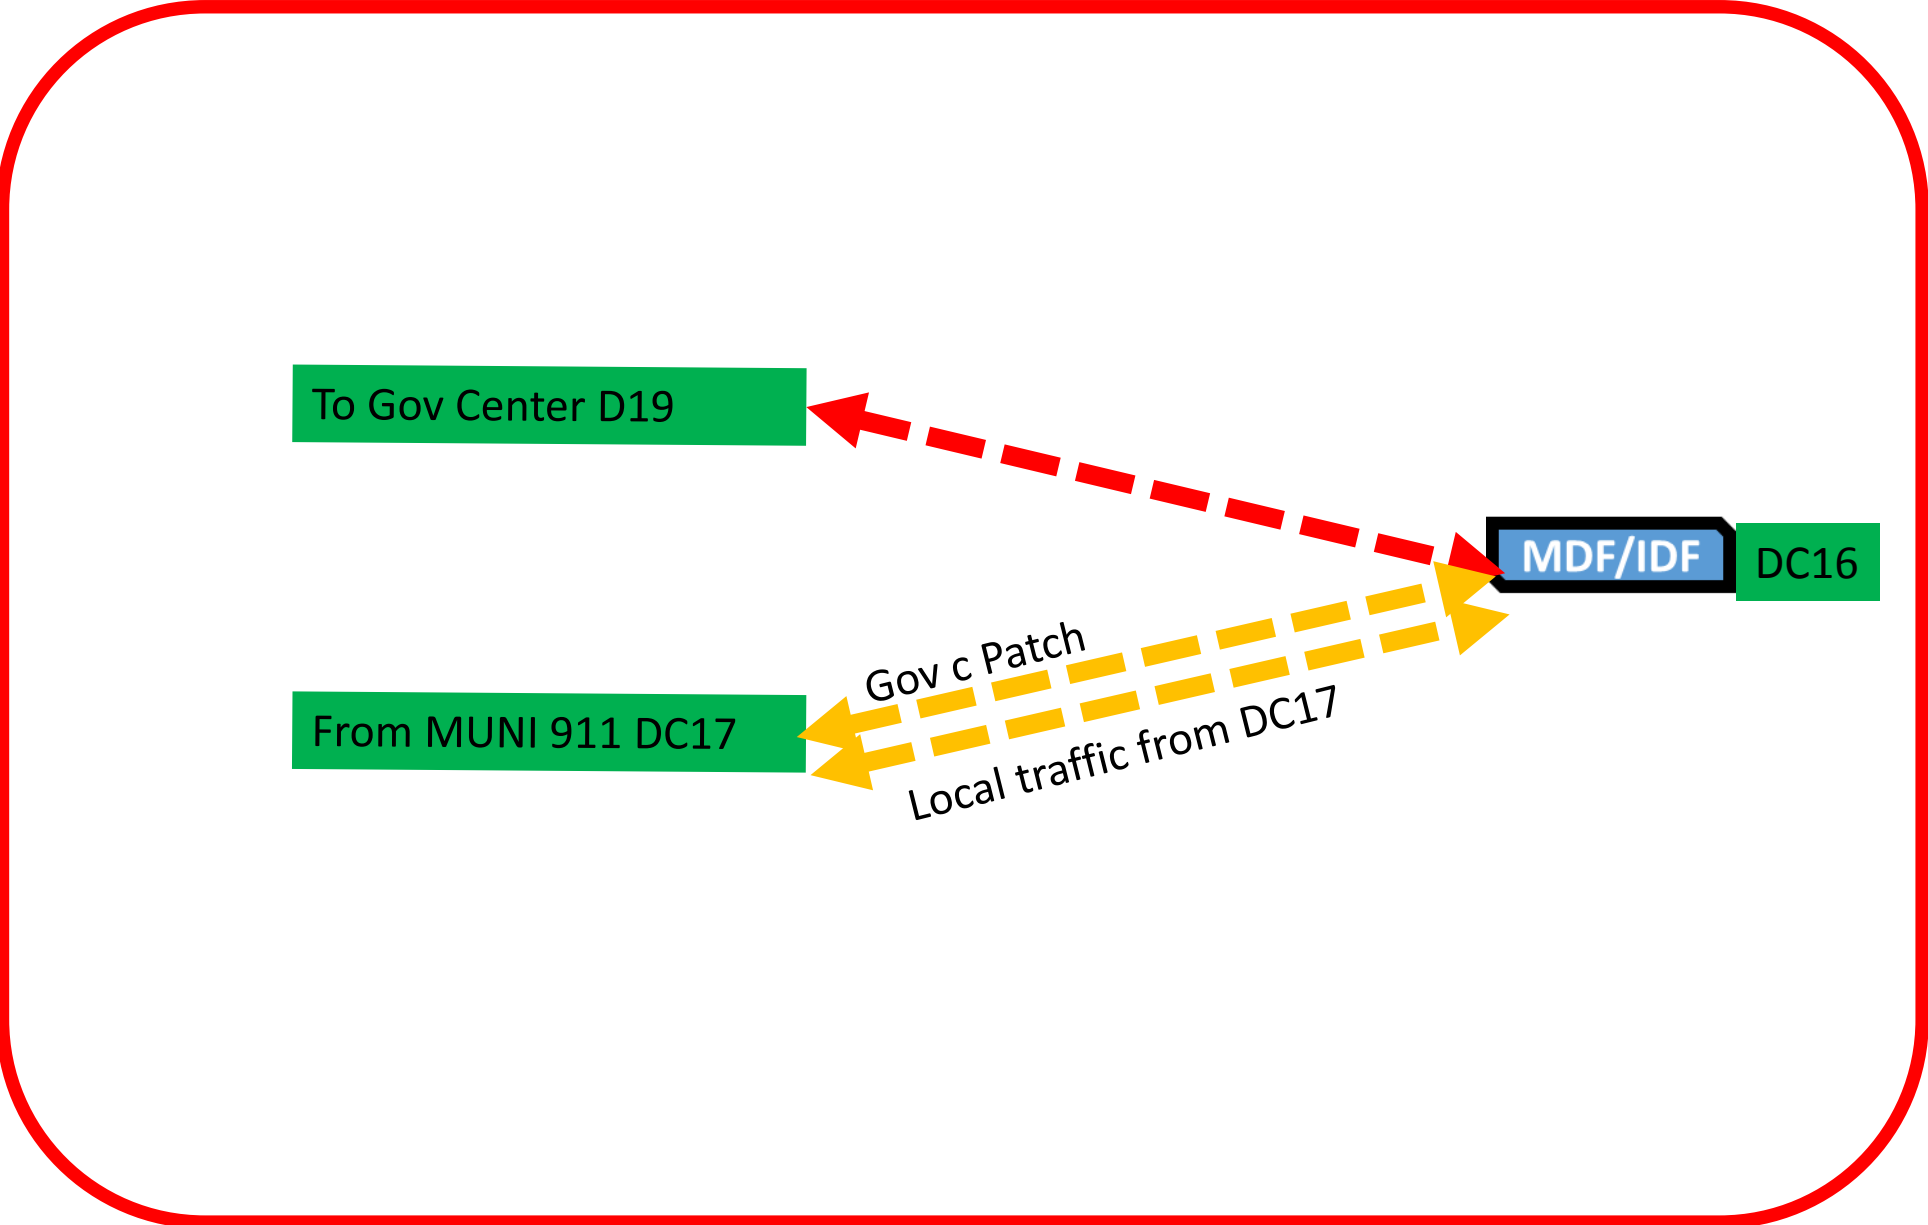 To Gov Center D19
MDF/IDF
DC16
Gov c Patch
From MUNI 911 DC17
Local traffic from DC17